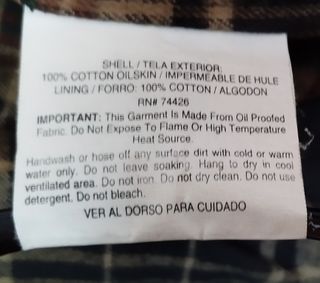 SHELL / TELA EXTERIOR:
100% COTTON OILSKIN / IMPERMEABLE DE HULE
LINING / FORRO: 100% COTTON / ALGODON
RN# 74426
IMPORTANT: This Garment Is Made From Oil Proofed
Fabric. Do Not Expose To Flame Or High Temperature
Heat Source.
Handwash or hose off any surface dirt with cold or warm
water only. Do not leave soaking. Hang to dry in cool
ventilated area. Do not iron. Do not dry clean. Do not use
detergent. Do not bleach.
VER AL DORSO PARA CUIDADO